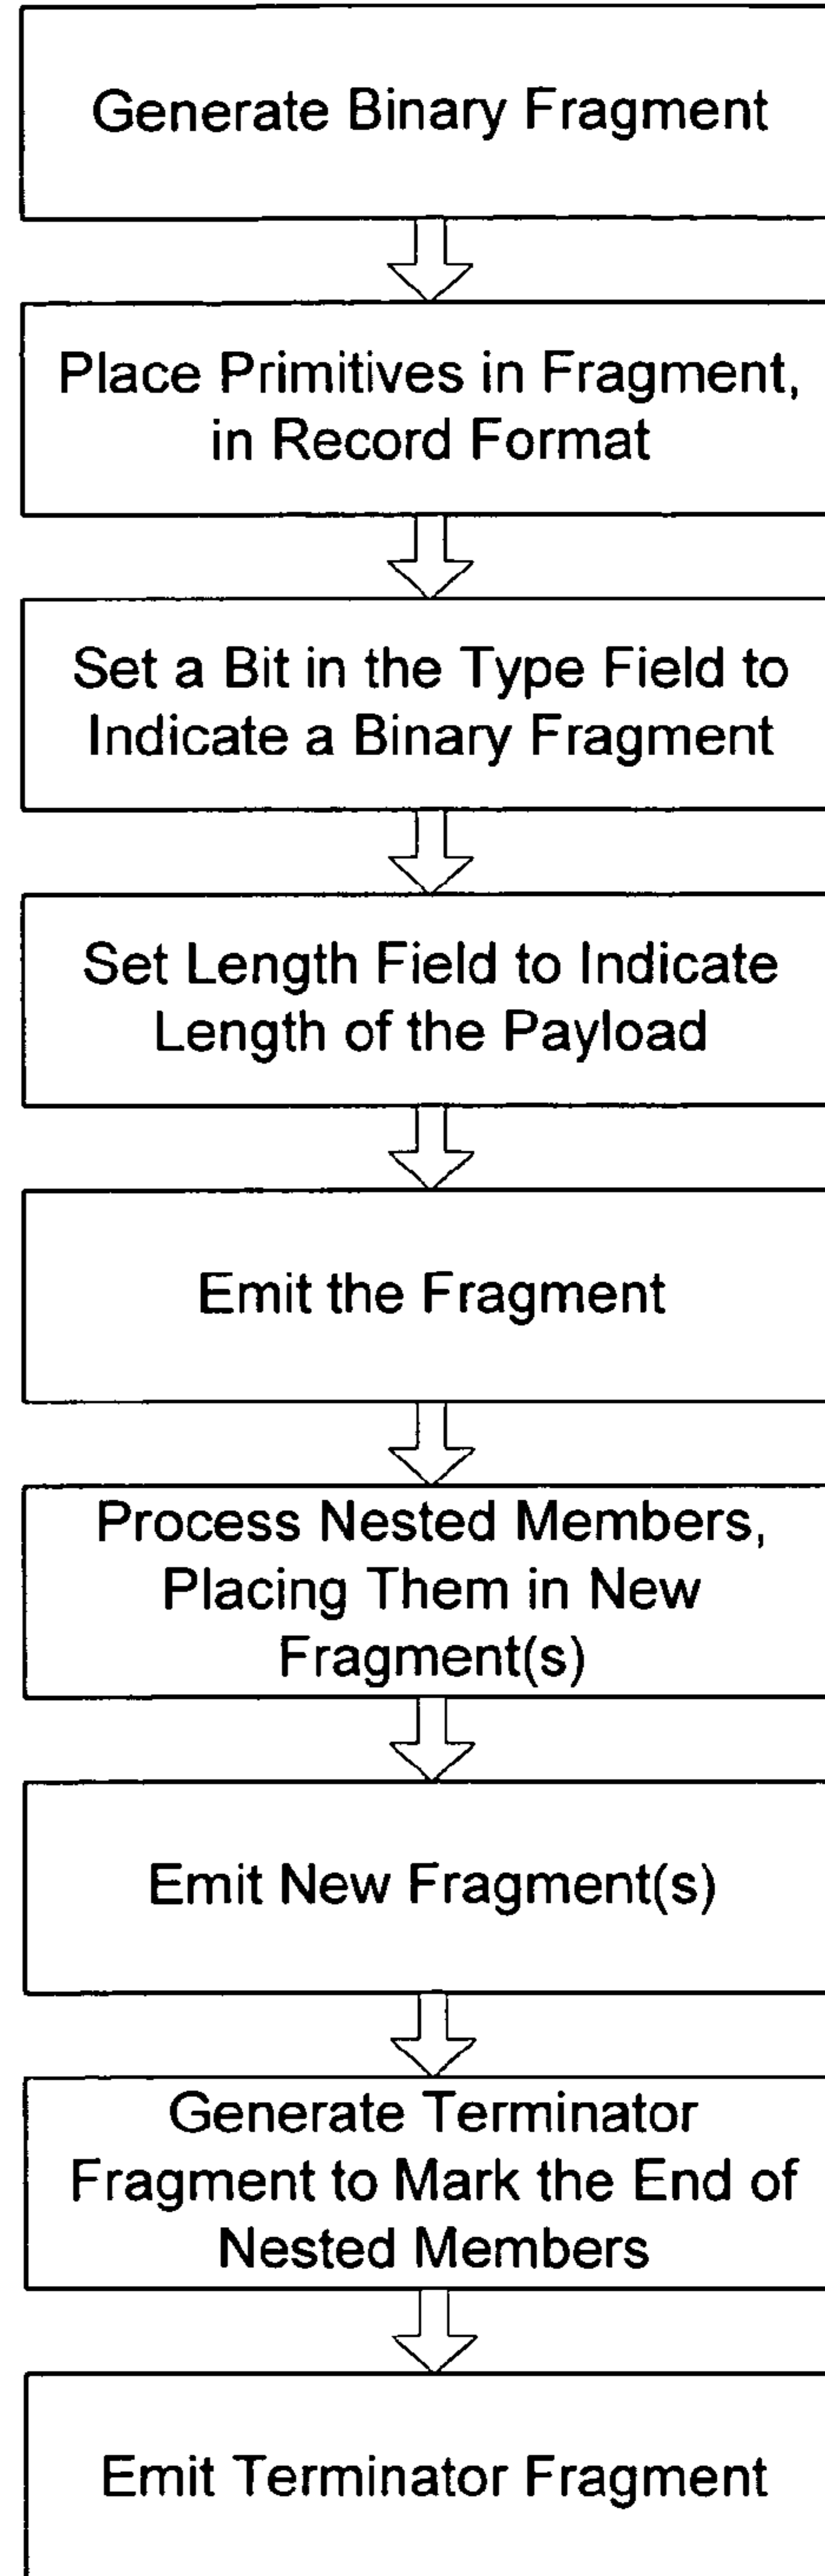 Generate Binary Fragment
Place Primitives in Fragment,
in Record Format
Set a Bit in the Type Field to
Indicate a Binary Fragment
Set Length Field to Indicate
Length of the Payload
Emit the Fragment
Process Nested Members,
Placing Them in New
Fragment(s)
Emit New Fragment(s)
Generate Terminator
Fragment to Mark the End of
Nested Members
Emit Terminator Fragment